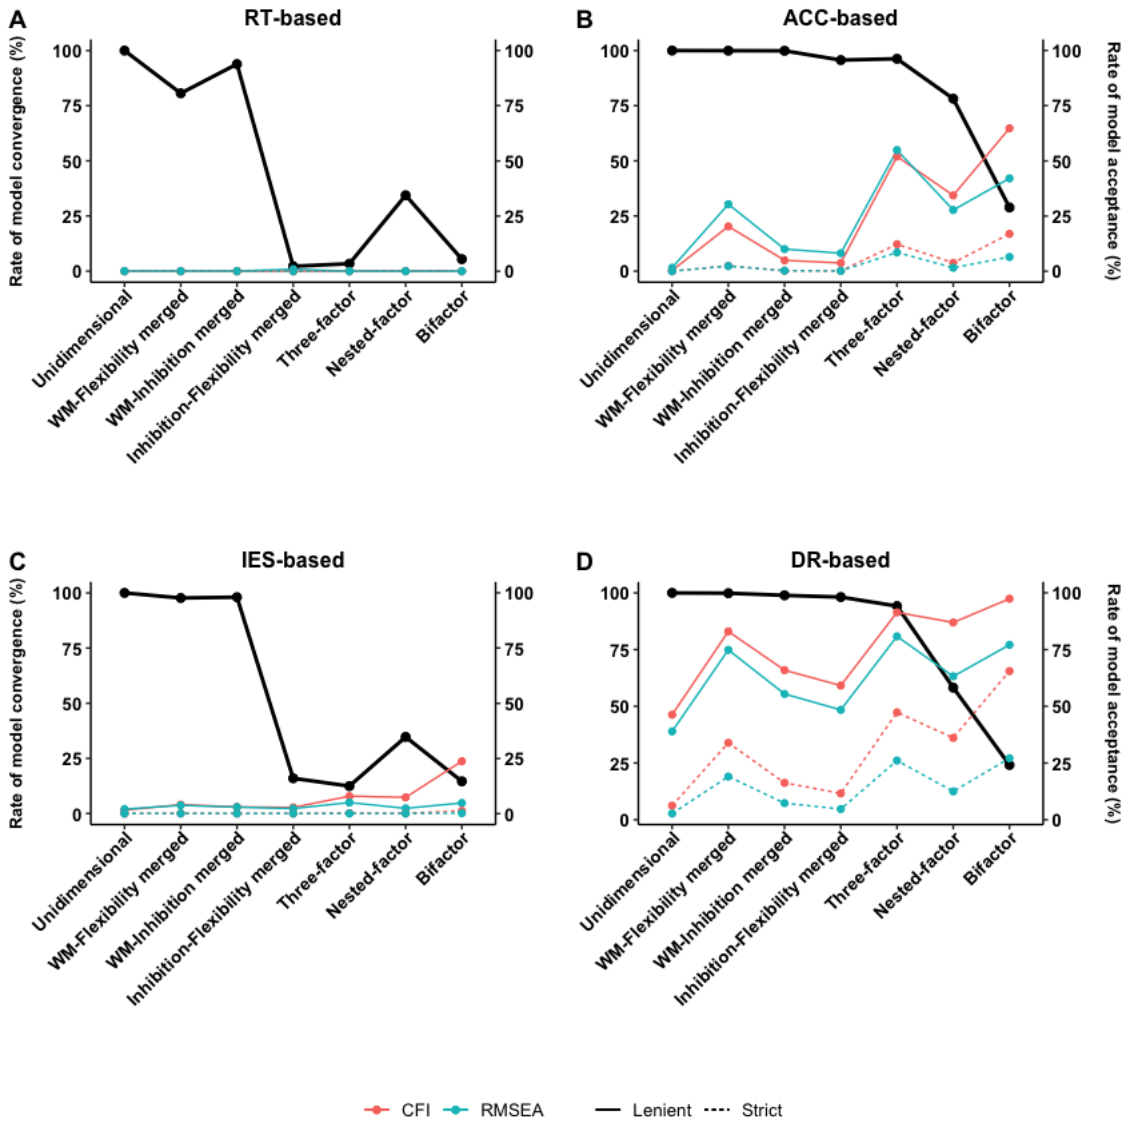 A
RT-based
Rate of model convergence (%)
100
75
50
25
0
100
75
50
25
0
Unidimensional
WM-Flexibility merged
WM-Inhibition merged
Inhibition-Flexibility merged
Three-factor
Nested-factor
Bifactor
B
ACC-based
100
75
50
25
0
100
75
50
25
0
Rate of model acceptance (%)
Unidimensional
WM-Flexibility merged
WM-Inhibition merged
Inhibition-Flexibility merged
Three-factor
Nested-factor
Bifactor
C
IES-based
Rate of model convergence (%)
100
75
50
25
0
100
75
50
25
0
Unidimensional
WM-Flexibility merged
WM-Inhibition merged
Inhibition-Flexibility merged
Three-factor
Nested-factor
Bifactor
D
DR-based
100
75
50
25
0
100
75
50
25
0
Rate of model acceptance (%)
Unidimensional
WM-Flexibility merged
WM-Inhibition merged
Inhibition-Flexibility merged
Three-factor
Nested-factor
Bifactor
CFI RMSEA Lenient Strict